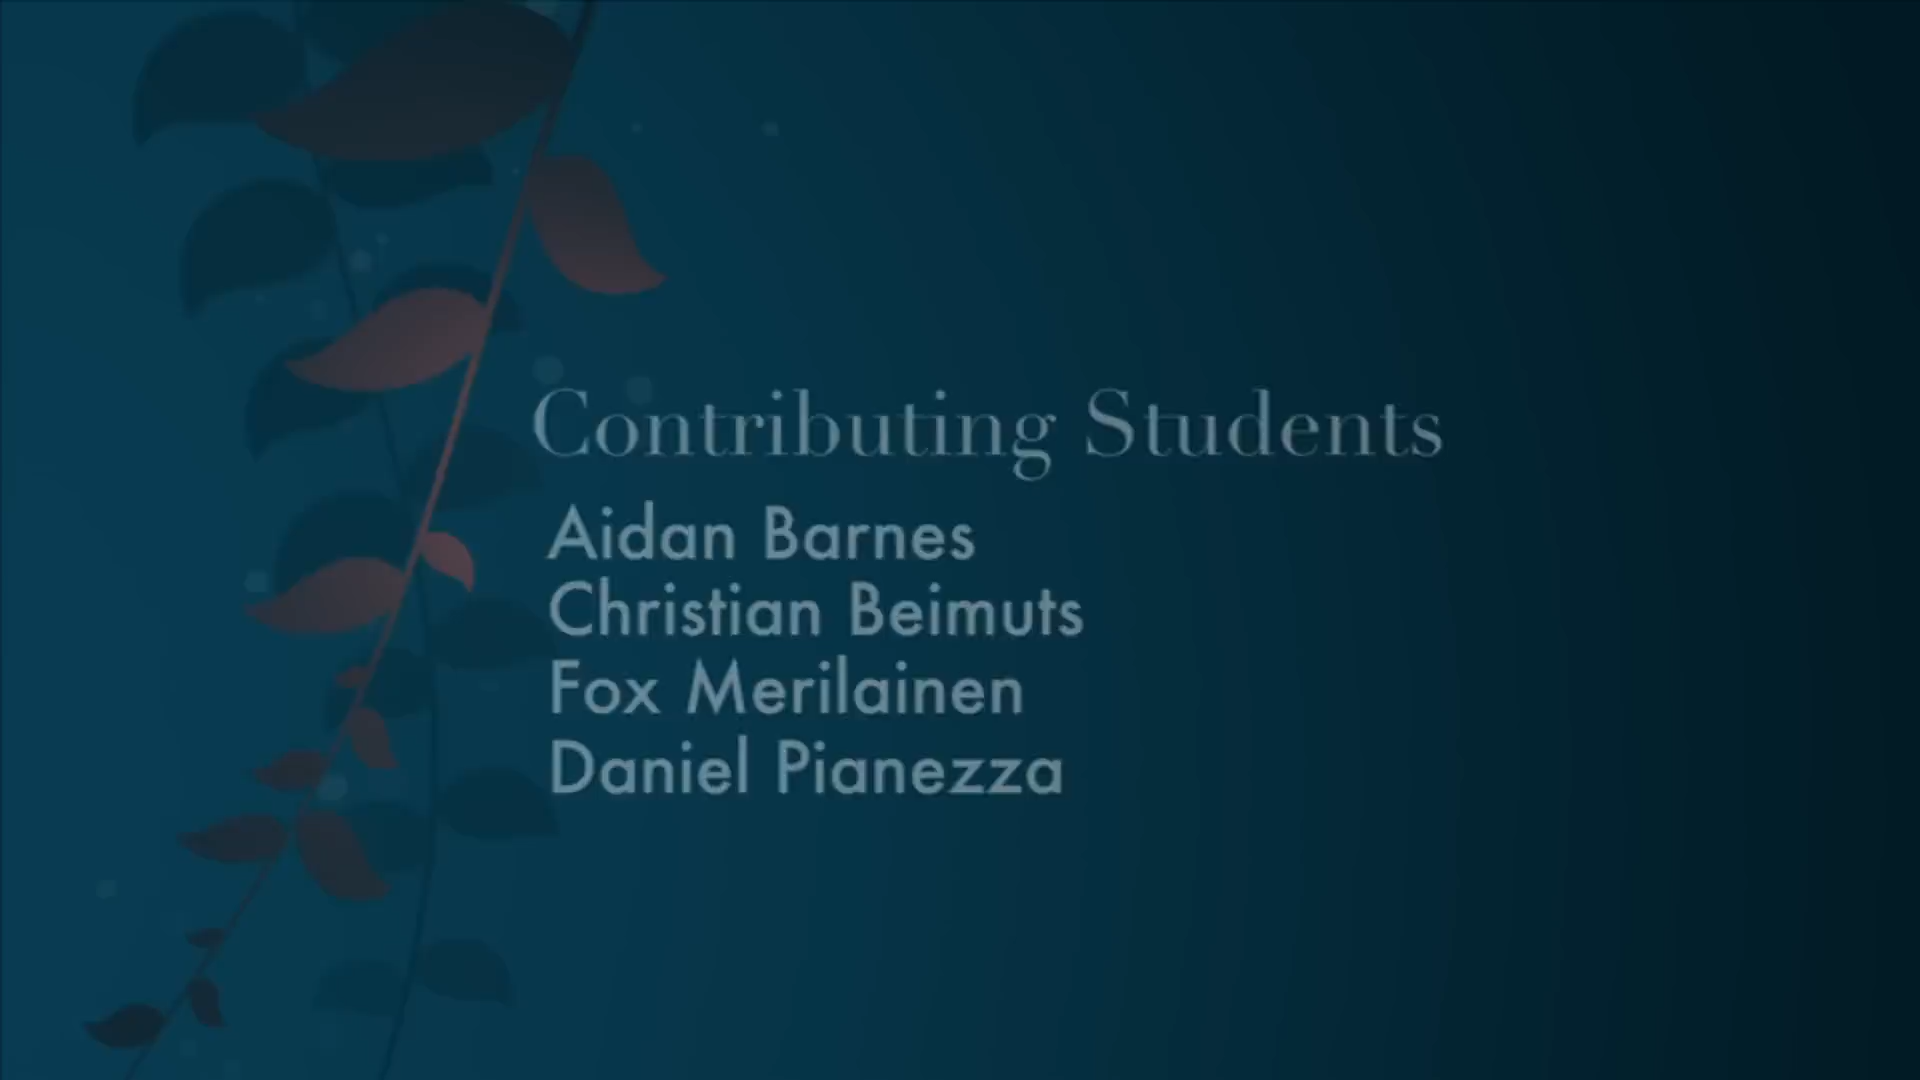 Contributing Students
Aidan Barnes
Christian Beimuts
Fox Merilainen
Daniel Pianezza